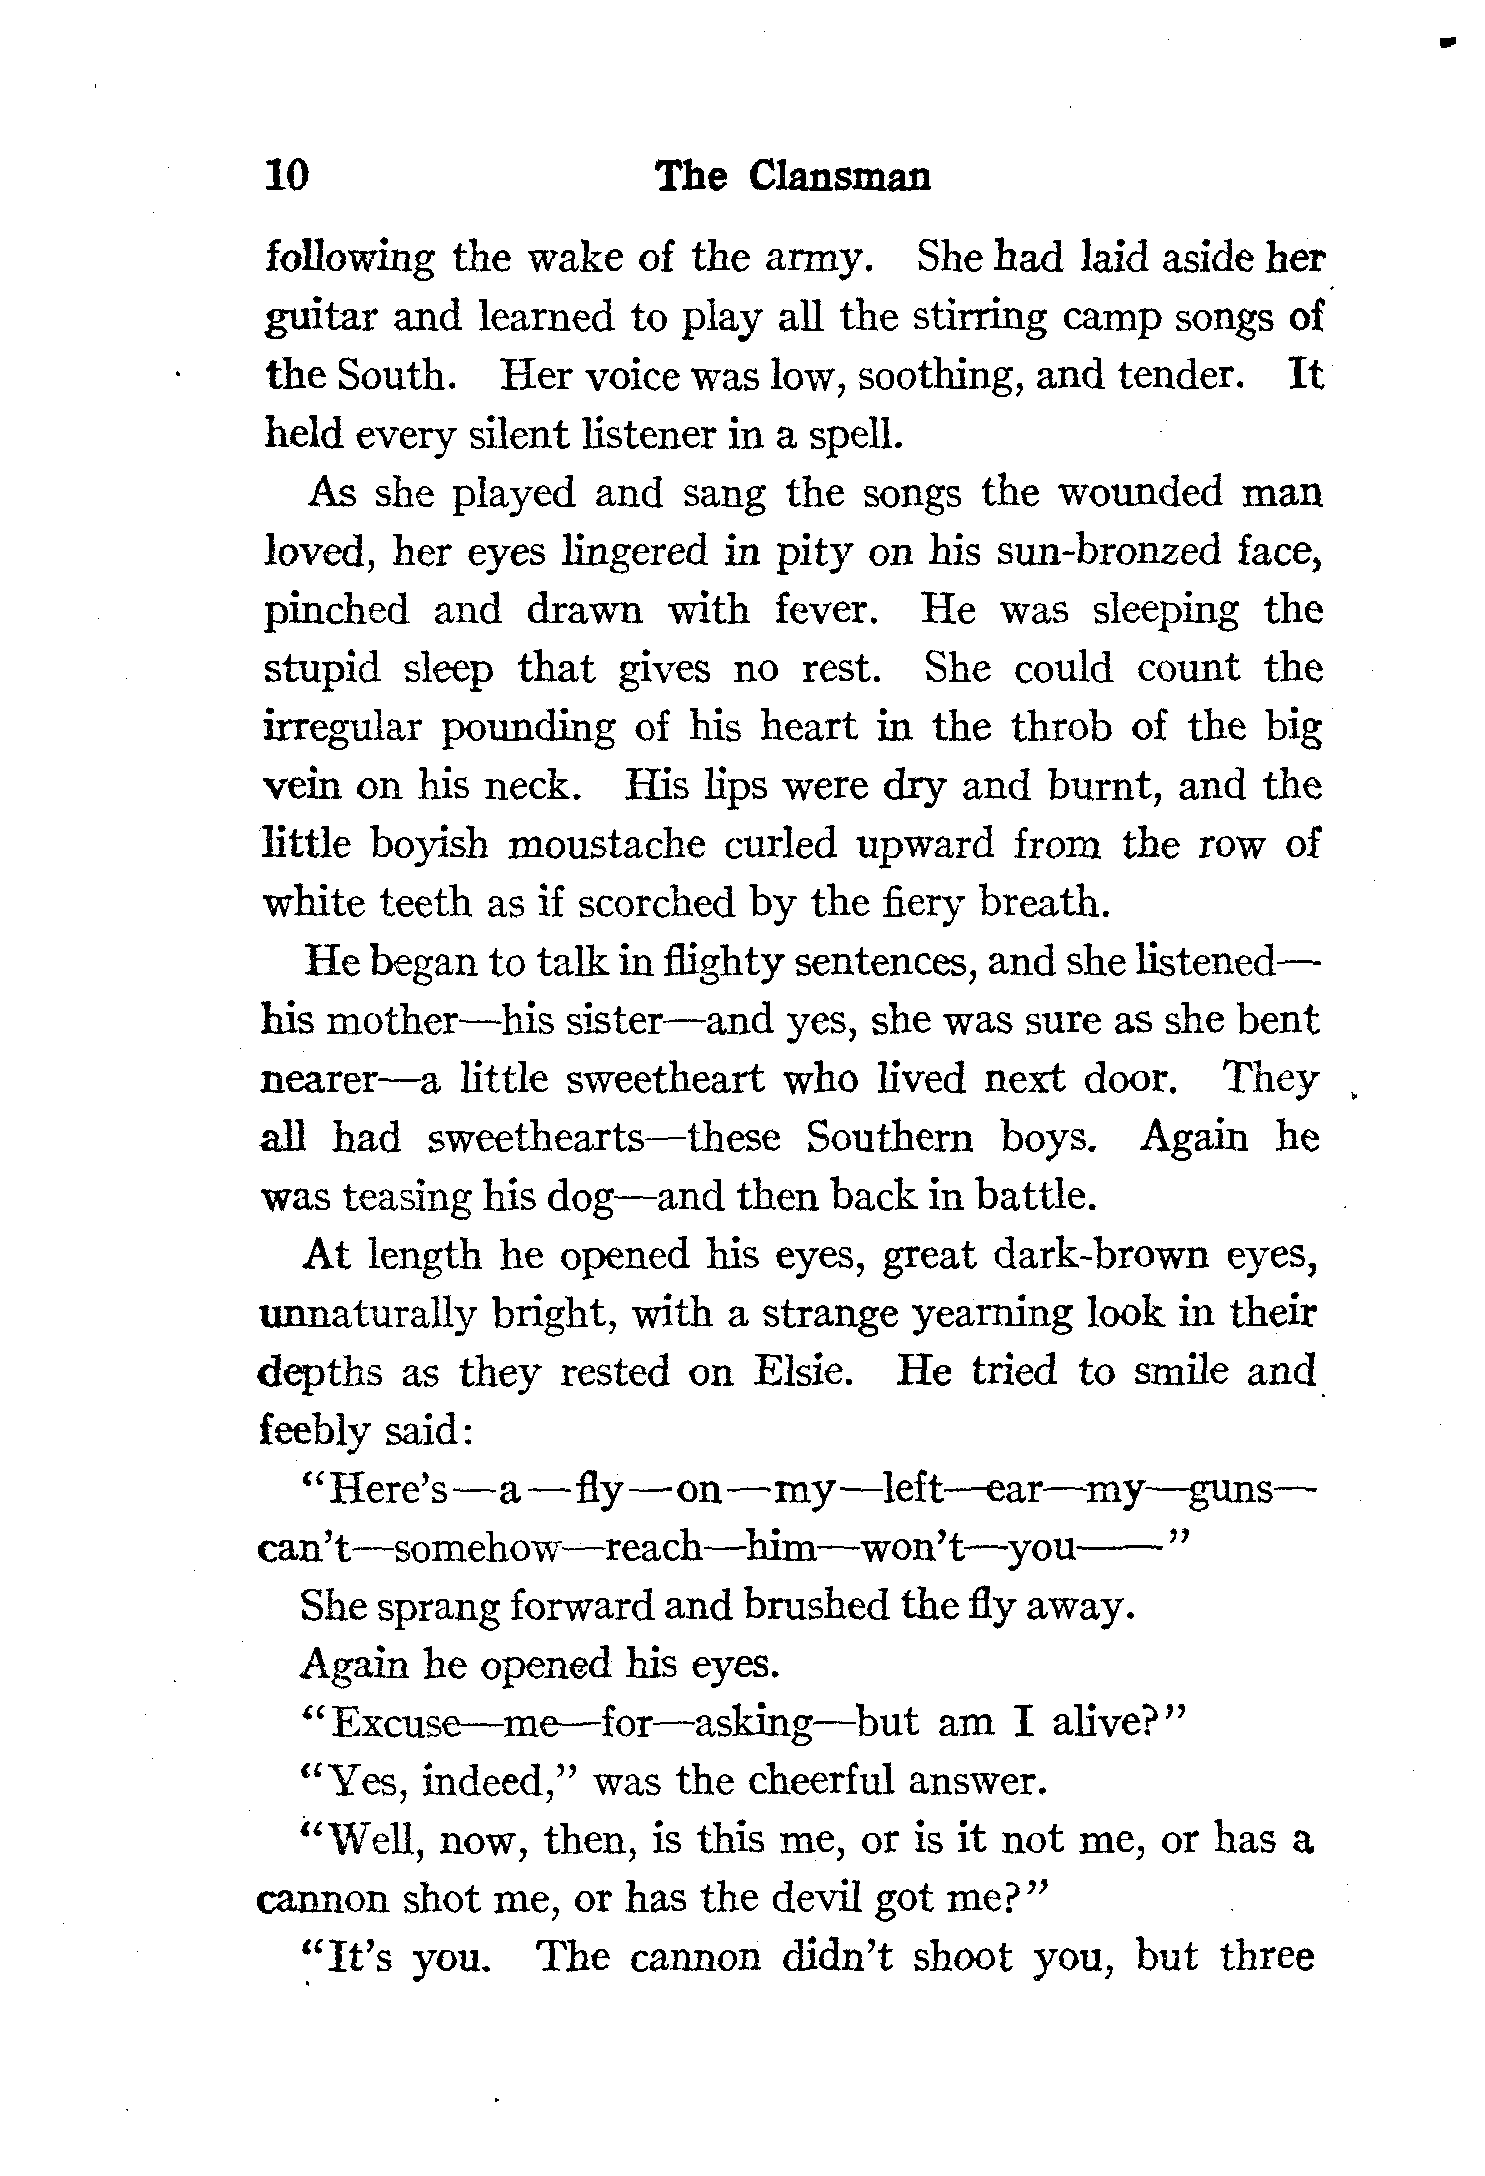 10 The Clansman
following the wake of the army. She had laid aside her
guitar and learned to play all the stirring camp songs of
the South. Her voice was low, soothing, and tender. It
held every silent listener in a spell.
As she played and sang the songs the wounded man
loved, her eyes lingered in pity on his sun-bronzed face,
pinched and drawn with fever. He was sleeping the
stupid sleep that gives no rest. She could count the
irregular pounding of his heart in the throb of the big
vein on his neck. His lips were dry and burnt, and the
little boyish moustache curled upward from the row of
white teeth as if scorched by the fiery breath.
He began to talk in flighty sentences, and she listened—
his mother—his sister—and yes, she was sure as she bent
nearer—a little sweetheart who lived next door. They
all had sweethearts—these Southern boys. Again he
was teasing his dog—and then back in battle.
At length he opened his eyes, great dark-brown eyes,
unnaturally bright, with a strange yearning look in their
depths as they rested on Elsie. He tried to smile and
feebly said:
“Here’s—a—fly—on—my—left—ear—my—guns—
can’t—somehow—reach—him—won’t—you——”
She sprang forward and brushed the fly away.
Again he opened his eyes.
“Excuse—me—for—asking—but am I alive?”
“Yes, indeed,” was the cheerful answer.
“Well, now, then, is this me, or is it not me, or has a
cannon shot me, or has the devil got me?”
“It’s you. The cannon didn’t shoot you, but three